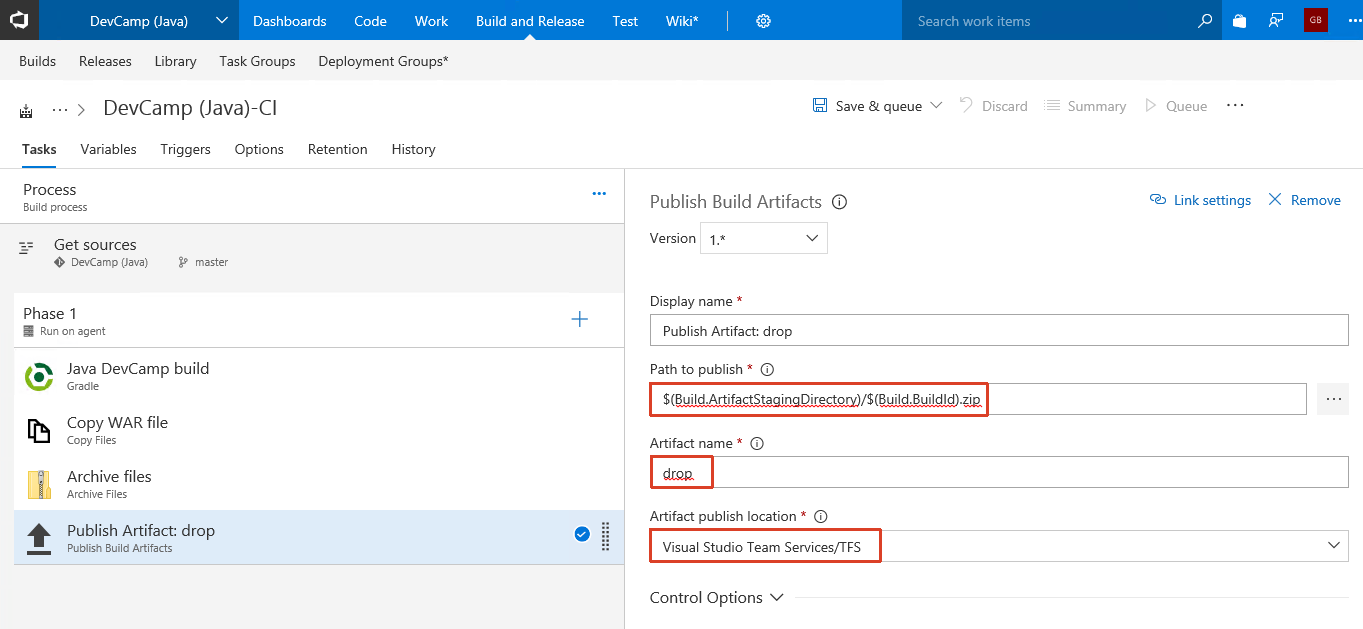 DevCamp (Java) Dashboards Code Work Build and Release Test Wiki* Search work items GB
Builds Releases Library Task Groups Deployment Groups*
DevCamp (Java)-CI Save & queue Discard Summary Queue
Tasks Variables Triggers Options Retention History
Process
Build process
Get sources
DevCamp (Java) master
Phase 1
Run on agent
Java DevCamp build
Gradle
Copy WAR file
Copy Files
Archive files
Archive Files
Publish Artifact: drop
Publish Build Artifacts
Publish Build Artifacts Link settings Remove
Version 1.*
Display name *
Publish Artifact: drop
Path to publish *
$(Build.ArtifactStagingDirectory)/$(Build.BuildId).zip
Artifact name *
drop
Artifact publish location *
Visual Studio Team Services/TFS
Control Options